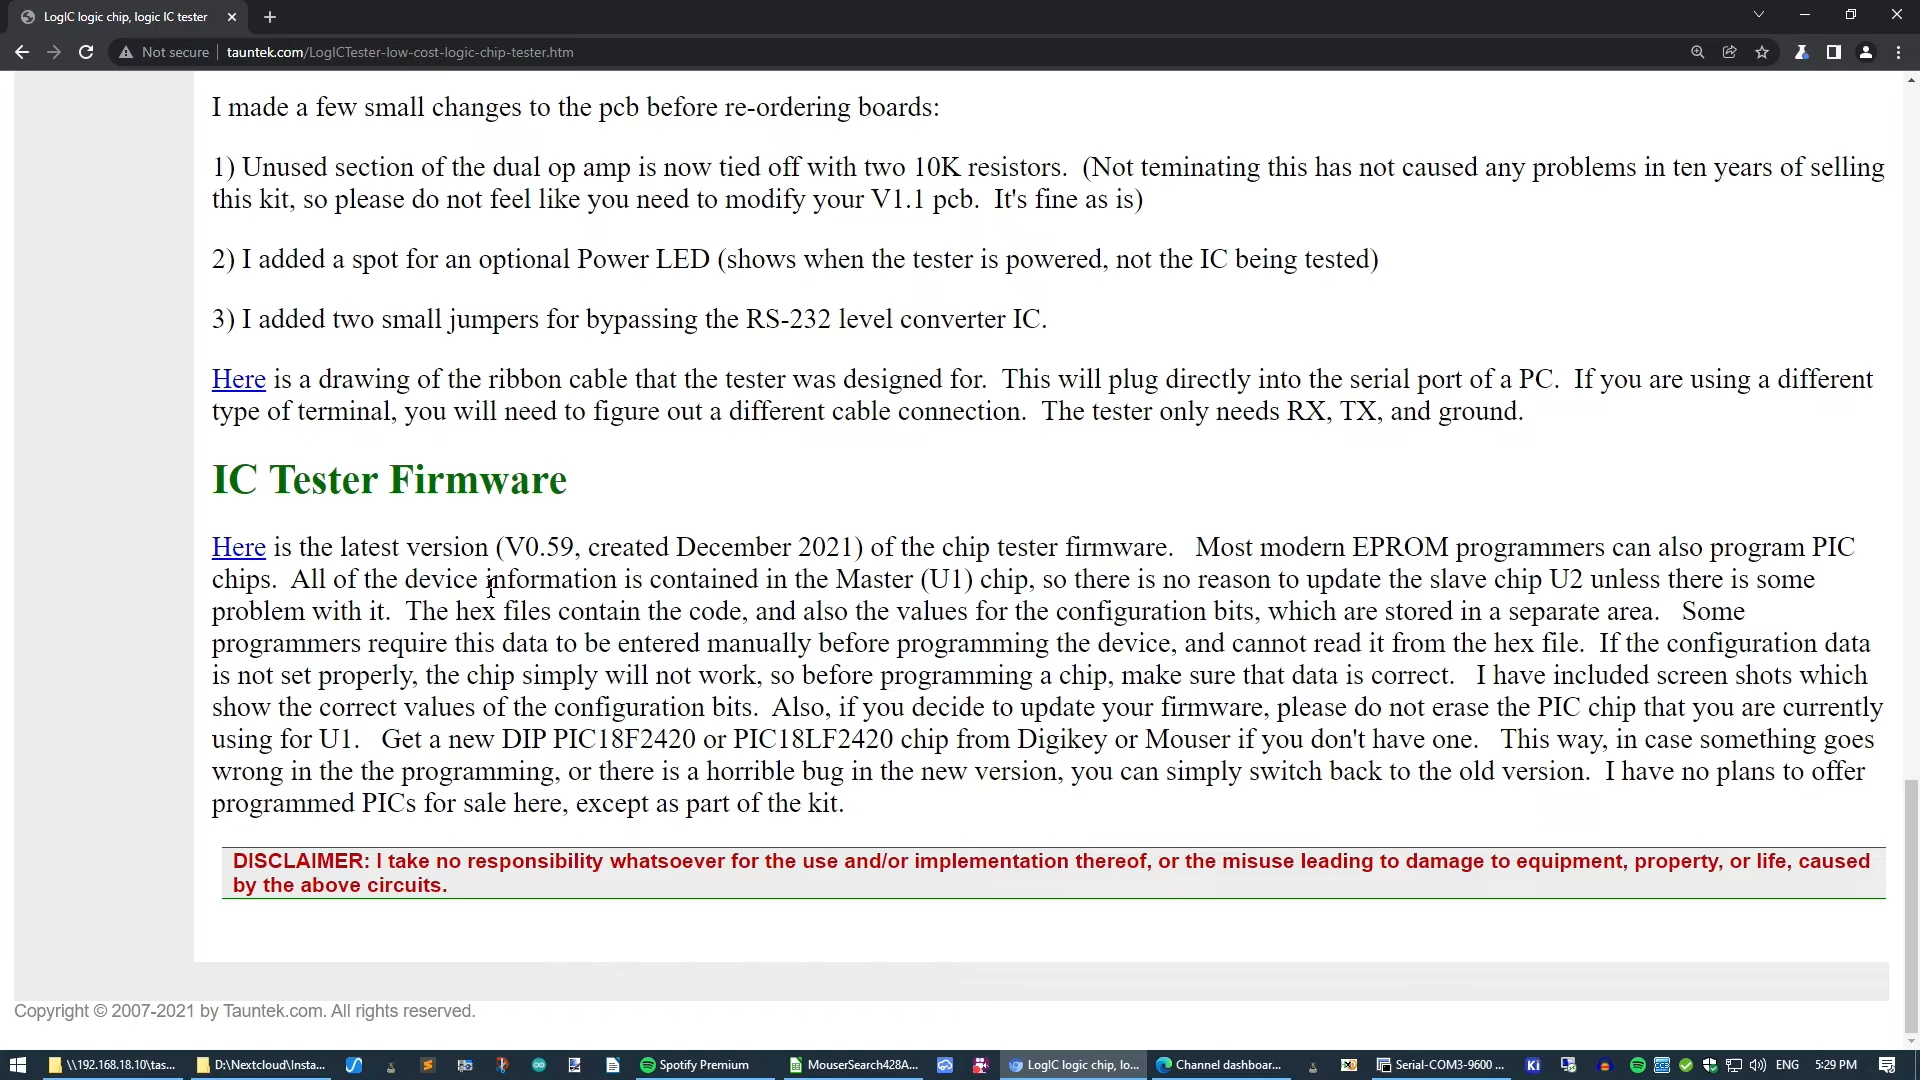 LogIC logic chip, logic IC tester
Not secure
tauntek.com/LogICTester-low-cost-logic-chip-tester.htm
I made a few small changes to the pcb before re-ordering boards:
1) Unused section of the dual op amp is now tied off with two 10K resistors. (Not teminating this has not caused any problems in ten years of selling
this kit, so please do not feel like you need to modify your V1.1 pcb. It's fine as is)
2) I added a spot for an optional Power LED (shows when the tester is powered, not the IC being tested)
3) I added two small jumpers for bypassing the RS-232 level converter IC.
Here is a drawing of the ribbon cable that the tester was designed for. This will plug directly into the serial port of a PC. If you are using a different
type of terminal, you will need to figure out a different cable connection. The tester only needs RX, TX, and ground.
IC Tester Firmware
Here is the latest version (V0.59, created December 2021) of the chip tester firmware. Most modern EPROM programmers can also program PIC
chips. All of the device information is contained in the Master (U1) chip, so there is no reason to update the slave chip U2 unless there is some
problem with it. The hex files contain the code, and also the values for the configuration bits, which are stored in a separate area. Some
programmers require this data to be entered manually before programming the device, and cannot read it from the hex file. If the configuration data
is not set properly, the chip simply will not work, so before programming a chip, make sure that data is correct. I have included screen shots which
show the correct values of the configuration bits. Also, if you decide to update your firmware, please do not erase the PIC chip that you are currently
using for U1. Get a new DIP PIC18F2420 or PIC18LF2420 chip from Digikey or Mouser if you don't have one. This way, in case something goes
wrong in the the programming, or there is a horrible bug in the new version, you can simply switch back to the old version. I have no plans to offer
programmed PICs for sale here, except as part of the kit.
DISCLAIMER: I take no responsibility whatsoever for the use and/or implementation thereof, or the misuse leading to damage to equipment, property, or life, caused
by the above circuits.
Copyright © 2007-2021 by Tauntek.com. All rights reserved.
\\192.168.18.10\tas... D:\Nextcloud\Insta... Spotify Premium MouserSearch428A... LogIC logic chip, lo... Channel dashboar... Serial-COM3-9600 ... Ki ENG 5:29 PM